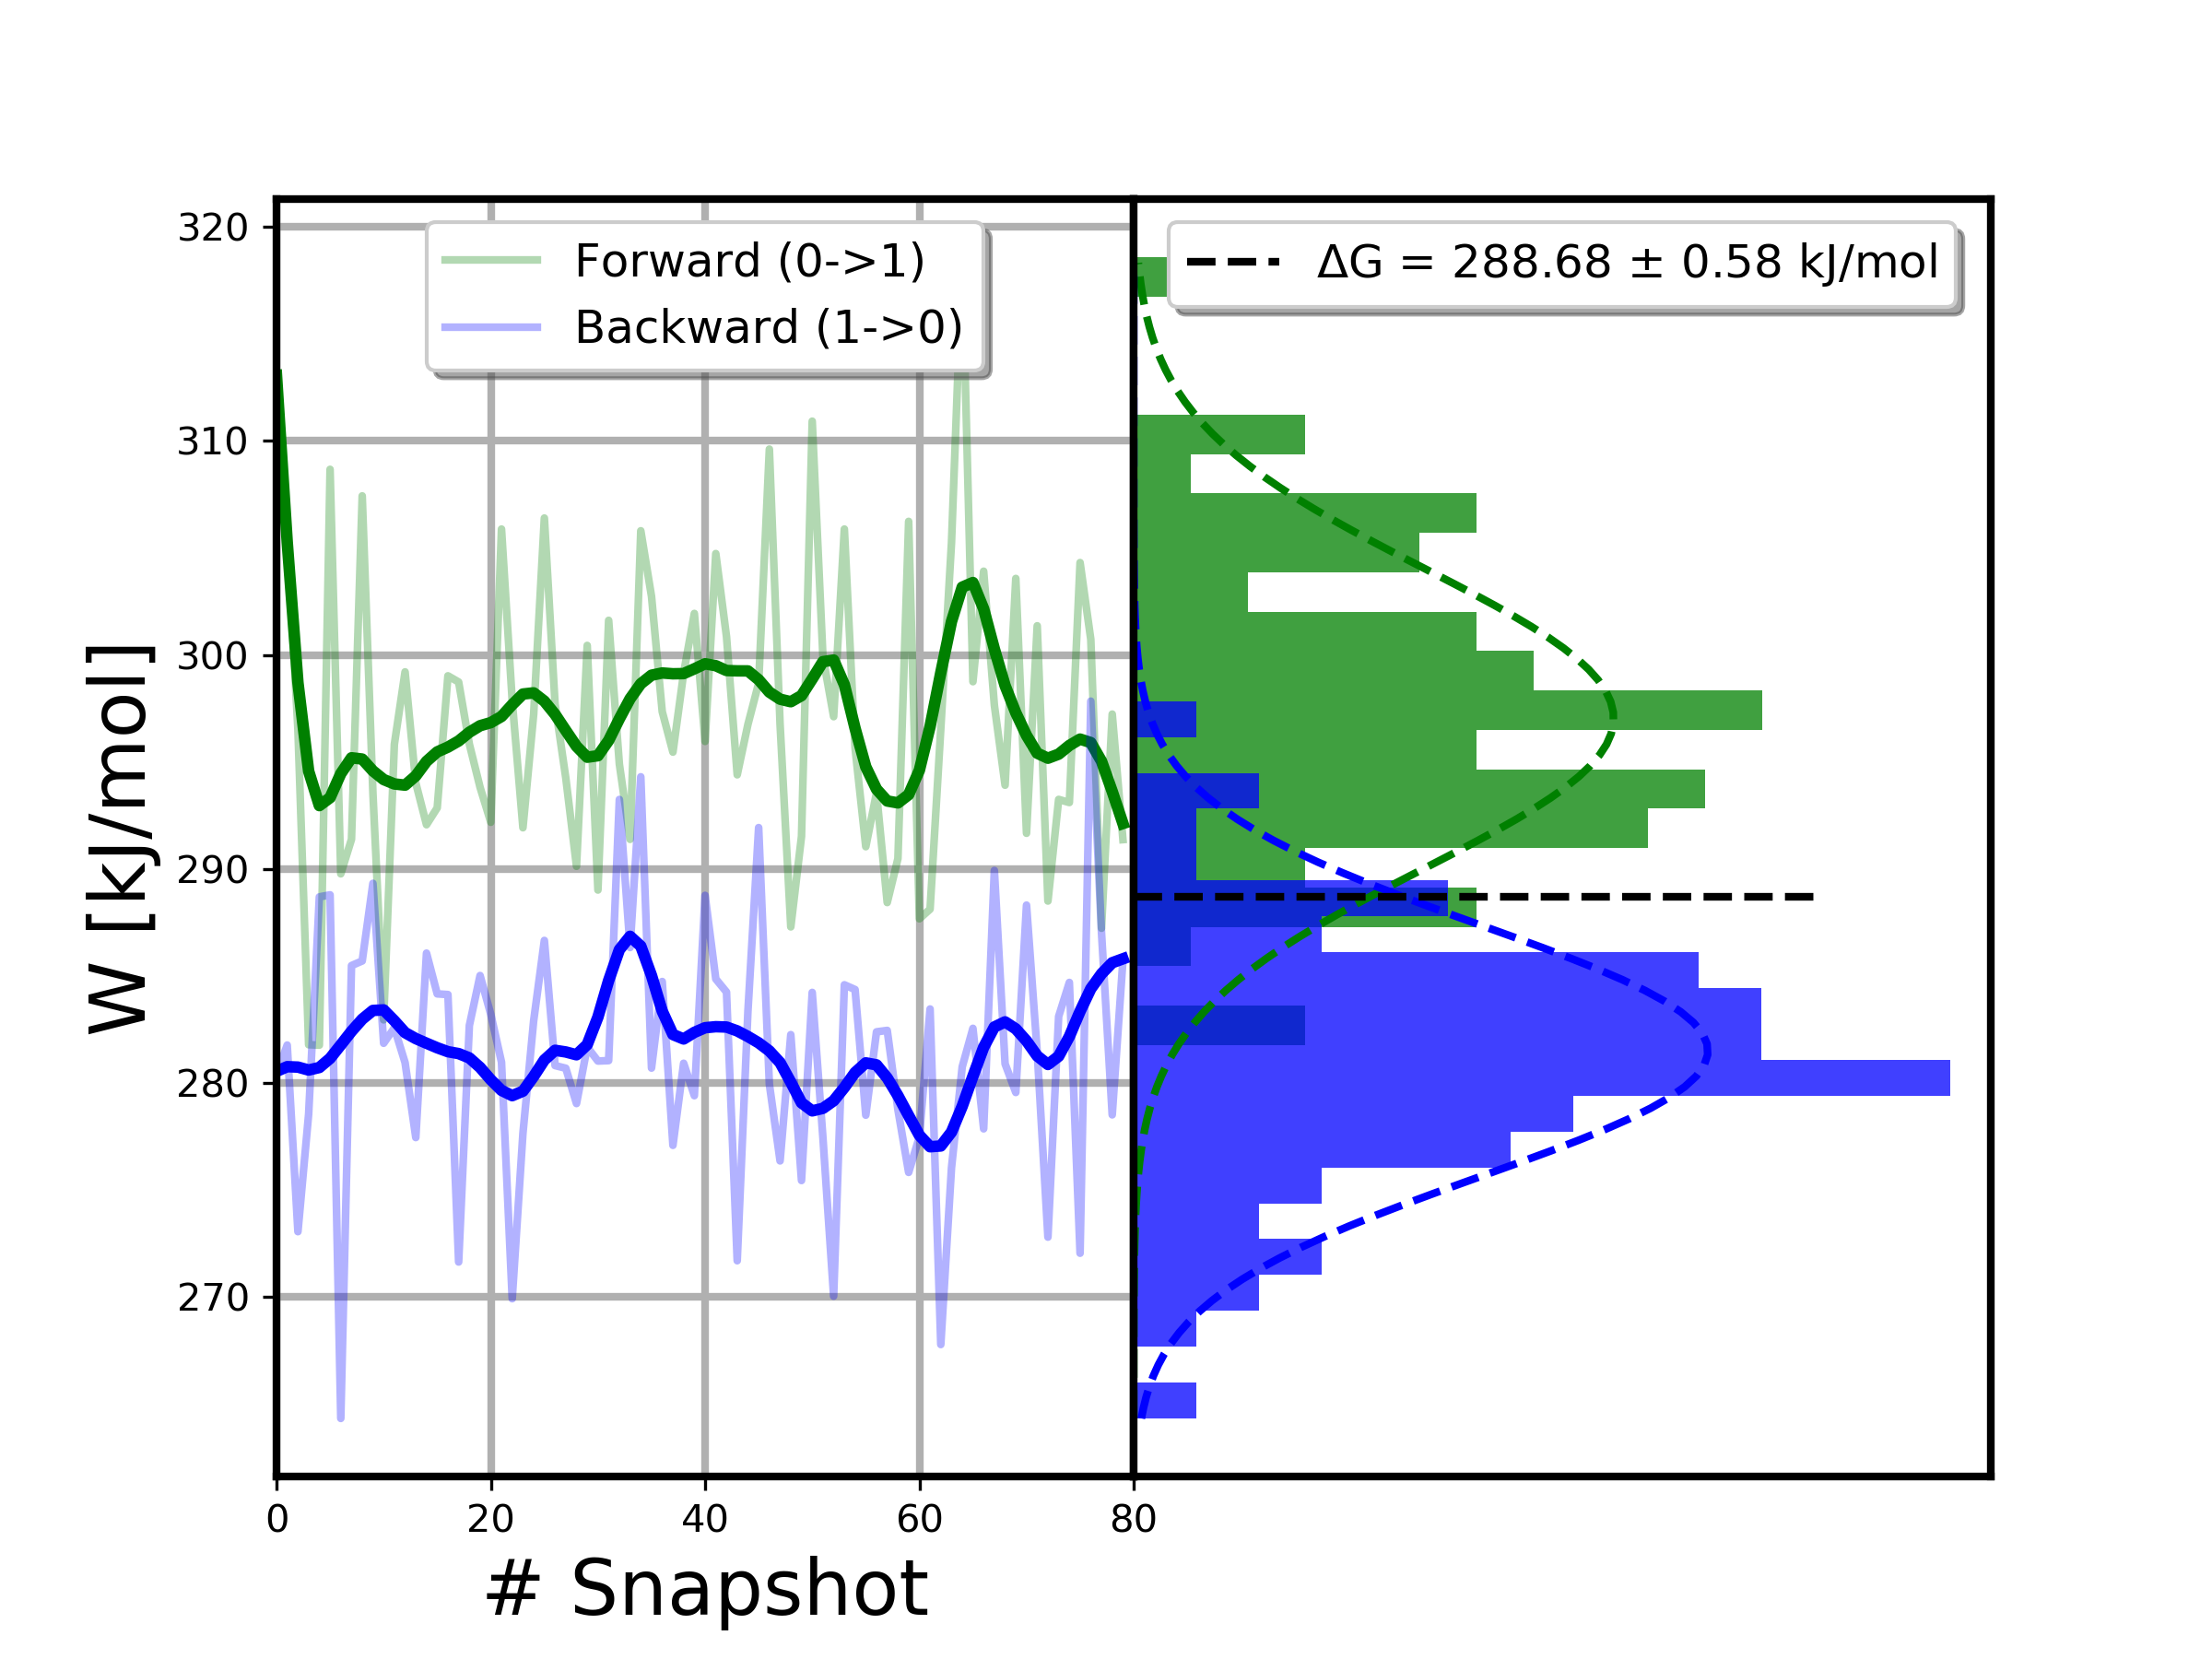 Forward (0->1)
Backward (1->0)
ΔG = 288.68 ± 0.58 kJ/mol
W [kJ/mol]
320
310
300
290
280
270
0 20 40 60 80
# Snapshot